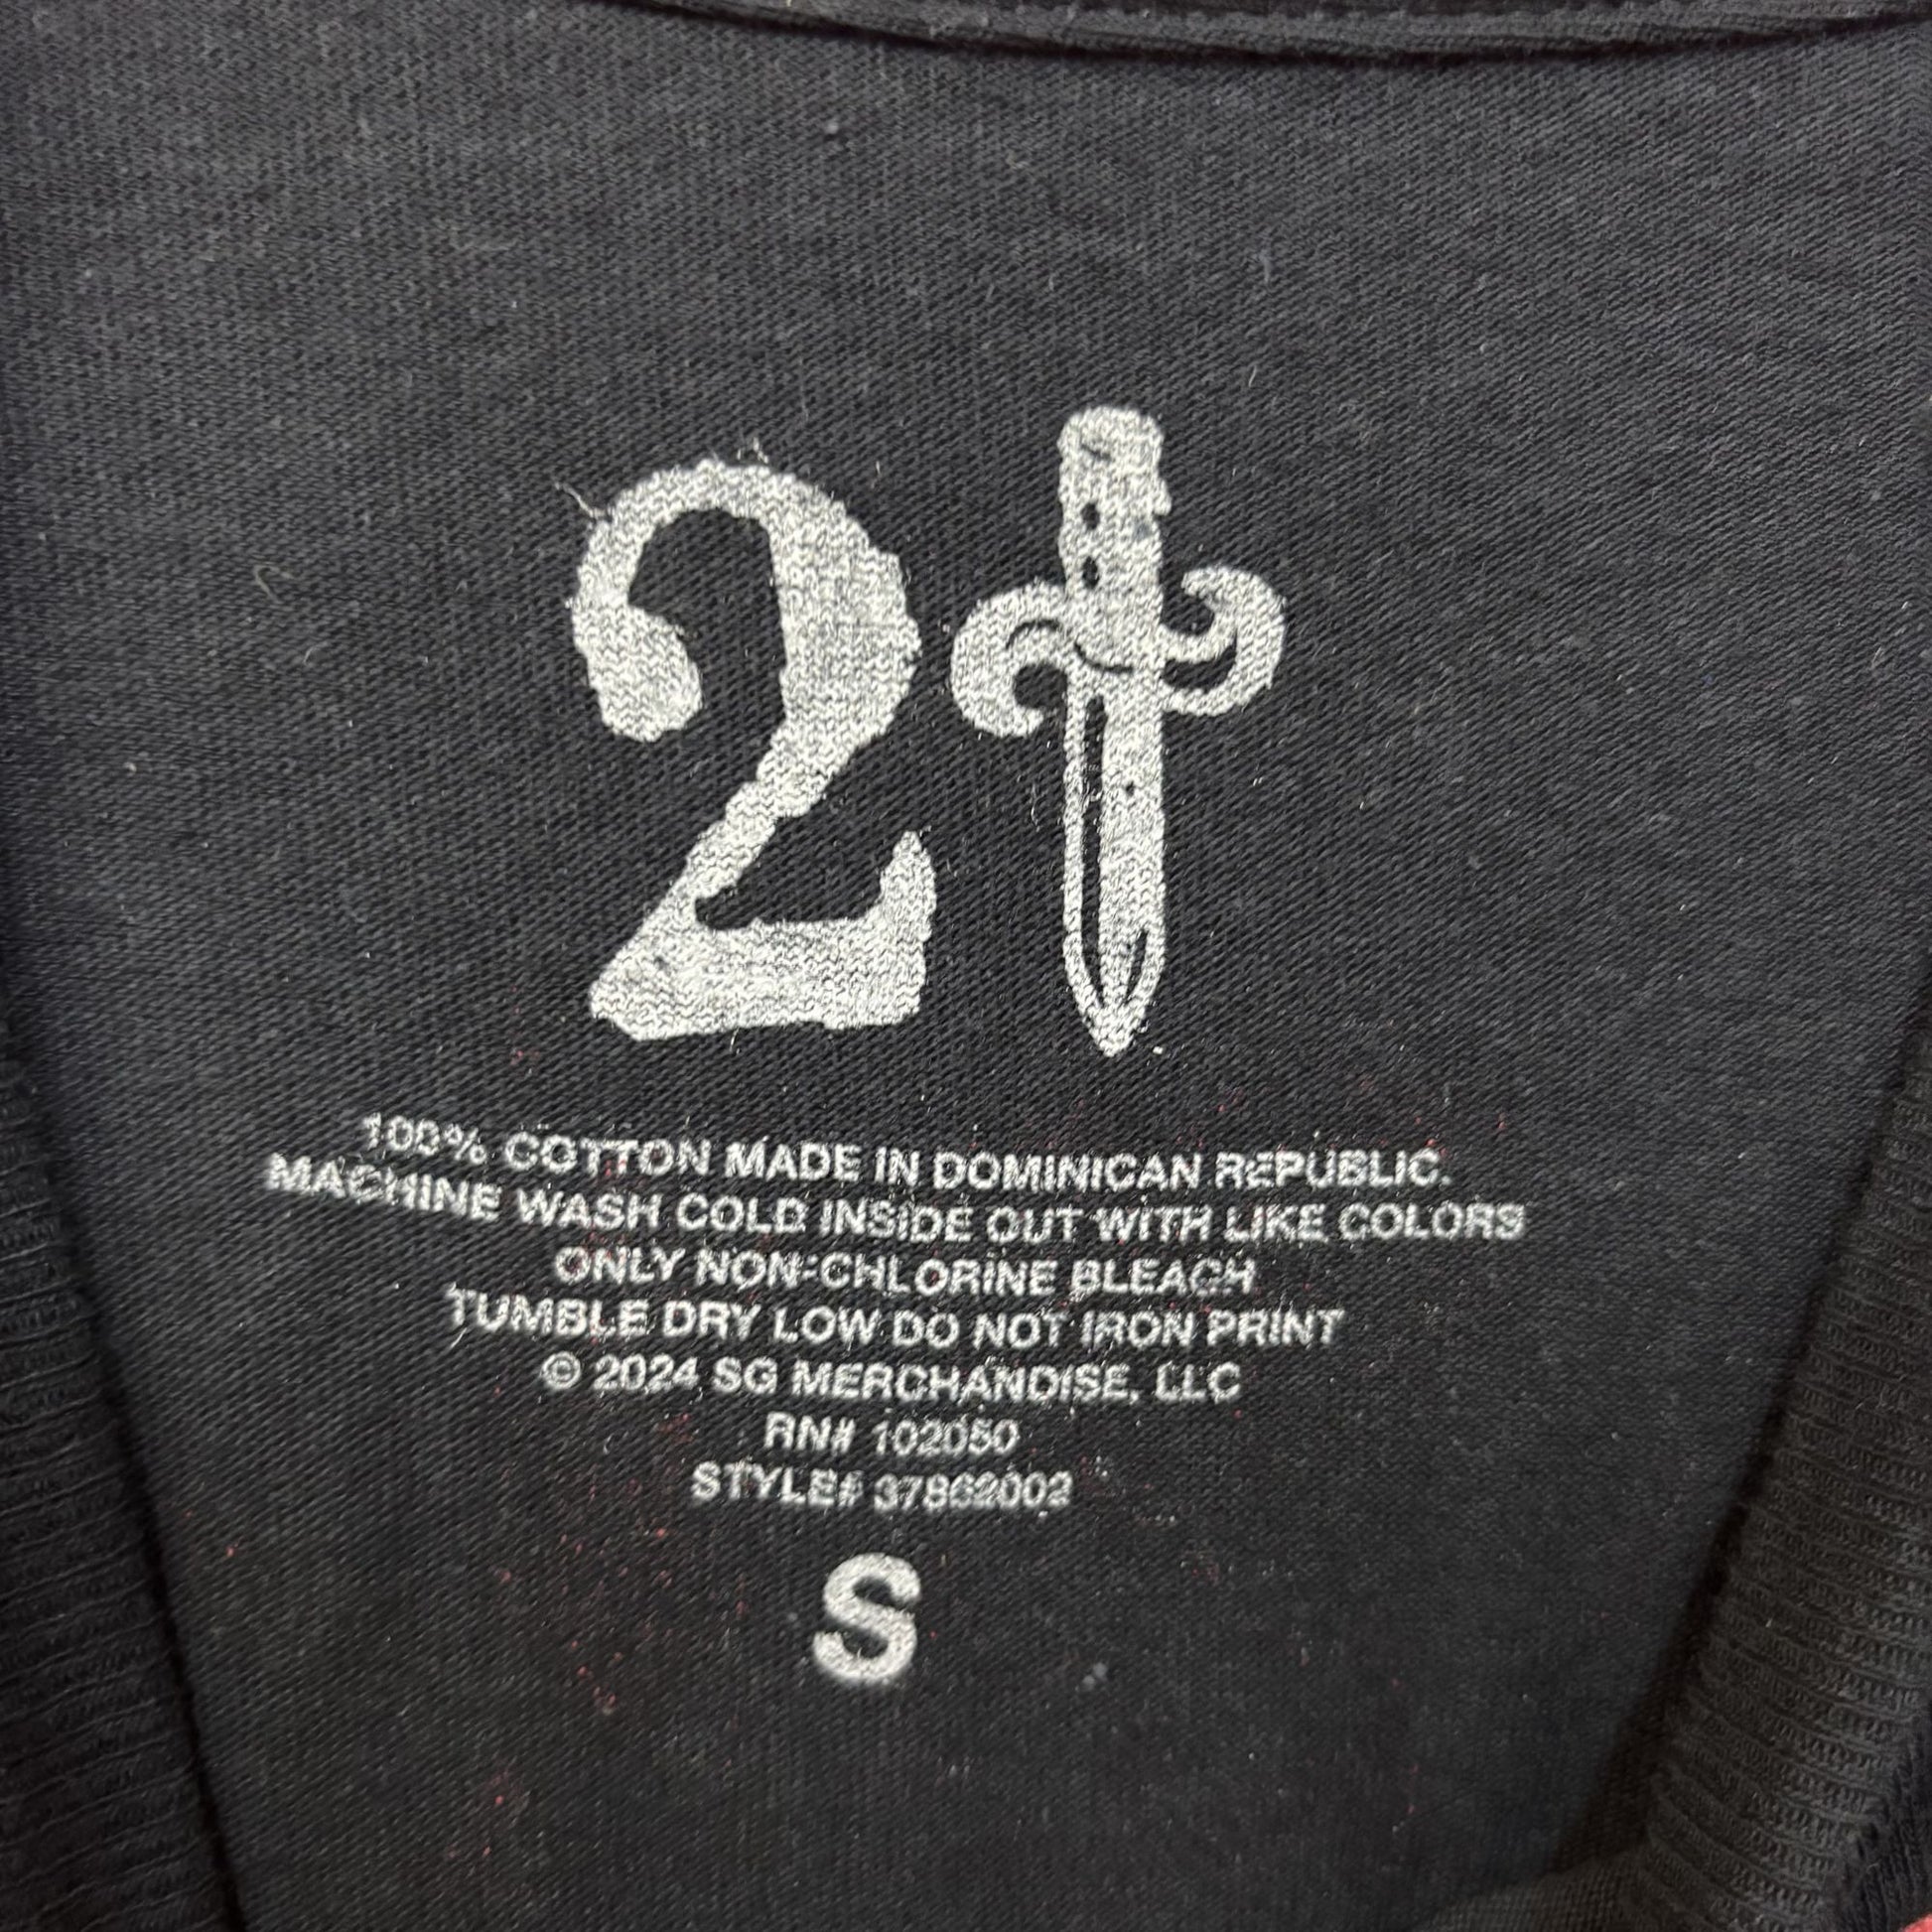 2†
100% COTTON MADE IN DOMINICAN REPUBLIC.
MACHINE WASH COLD INSIDE OUT WITH LIKE COLORS
ONLY NON-CHLORINE BLEACH
TUMBLE DRY LOW DO NOT IRON PRINT
© 2024 SG MERCHANDISE, LLC
RN# 102050
STYLE# 37862002
S